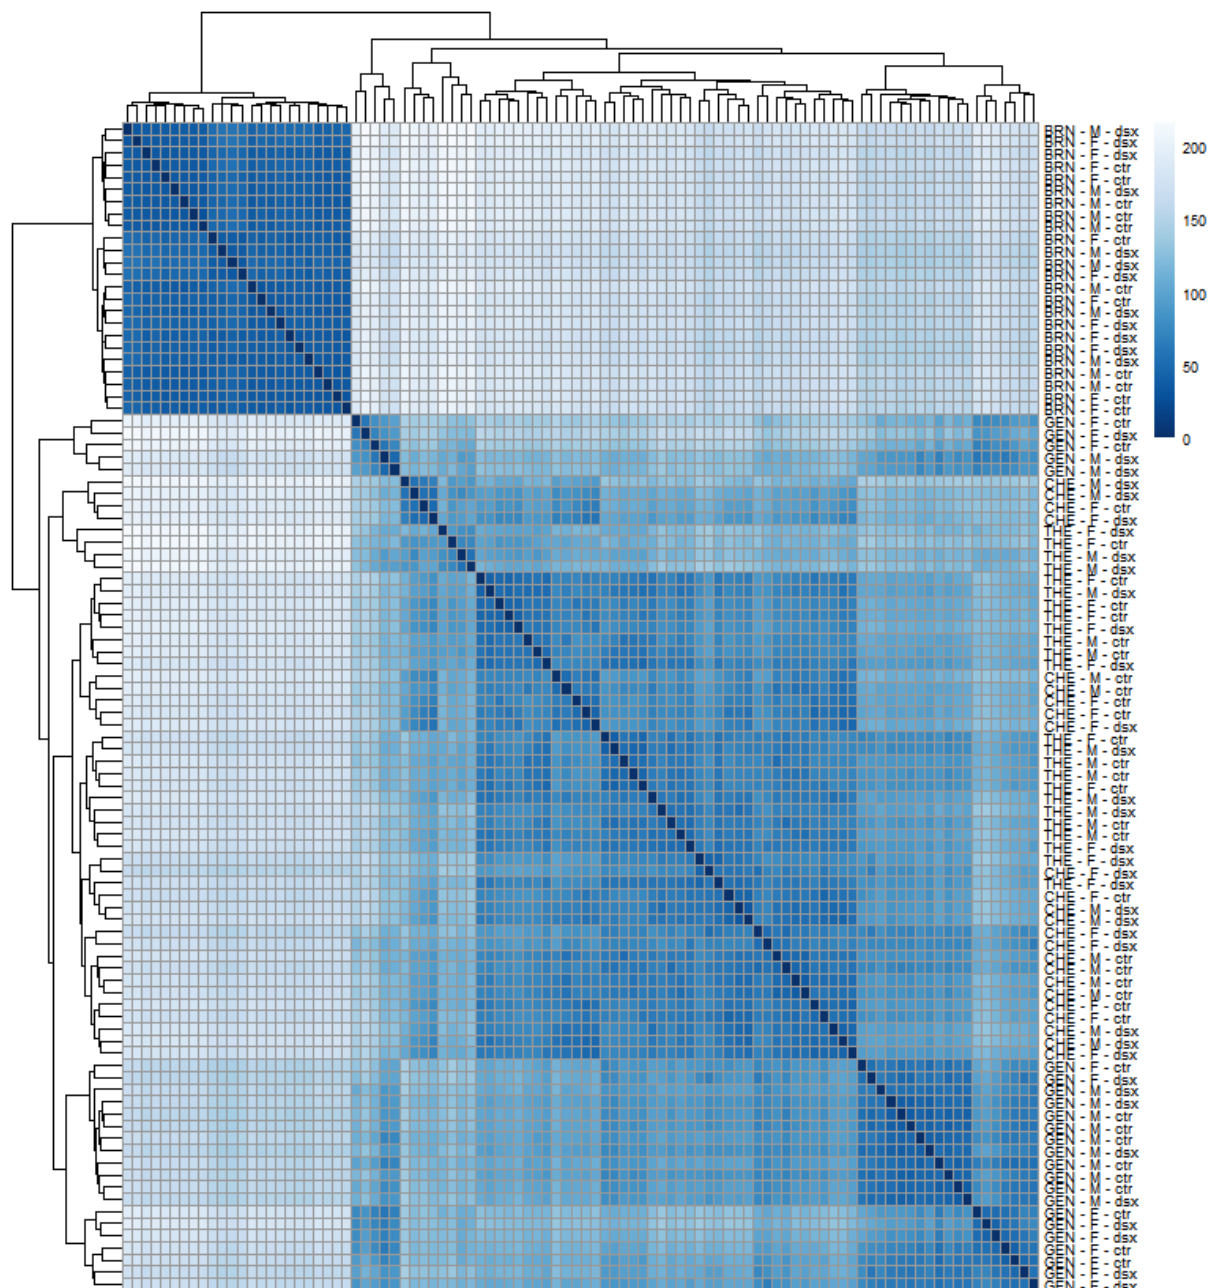 BRN - M - dsx
BRN - F - dsx
BRN - F - dsx
BRN - F - ctr
BRN - F - ctr
BRN - M - dsx
BRN - M - ctr
BRN - M - ctr
BRN - M - ctr
BRN - F - ctr
BRN - M - dsx
BRN - M - dsx
BRN - F - dsx
BRN - M - ctr
BRN - F - ctr
BRN - M - dsx
BRN - F - dsx
BRN - F - dsx
BRN - F - dsx
BRN - M - dsx
BRN - M - ctr
BRN - M - ctr
BRN - F - ctr
BRN - F - ctr
GEN - F - ctr
GEN - F - dsx
GEN - F - ctr
GEN - M - dsx
GEN - M - dsx
CHE - M - dsx
CHE - M - dsx
CHE - F - ctr
CHE - F - dsx
THE - F - dsx
THE - F - ctr
THE - M - dsx
THE - M - dsx
THE - F - ctr
THE - M - dsx
THE - F - ctr
THE - F - ctr
THE - F - dsx
THE - M - ctr
THE - M - ctr
THE - F - dsx
CHE - M - ctr
CHE - M - ctr
CHE - F - ctr
CHE - F - ctr
CHE - F - dsx
THE - F - ctr
THE - M - dsx
THE - M - ctr
THE - M - ctr
THE - F - ctr
THE - M - dsx
THE - M - dsx
THE - M - ctr
THE - M - ctr
THE - F - dsx
THE - F - dsx
CHE - F - dsx
THE - F - dsx
CHE - F - ctr
CHE - M - dsx
CHE - M - dsx
CHE - F - dsx
CHE - F - dsx
CHE - M - ctr
CHE - M - ctr
CHE - M - ctr
CHE - M - ctr
CHE - F - ctr
CHE - F - ctr
CHE - M - dsx
CHE - M - dsx
CHE - F - dsx
GEN - F - ctr
GEN - F - dsx
GEN - M - dsx
GEN - M - dsx
GEN - M - ctr
GEN - M - ctr
GEN - M - ctr
GEN - M - dsx
GEN - M - ctr
GEN - M - ctr
GEN - M - ctr
GEN - M - dsx
GEN - F - ctr
GEN - F - dsx
GEN - F - dsx
GEN - F - ctr
GEN - F - ctr
GEN - F - dsx
GEN - F - dsx
200
150
100
50
0